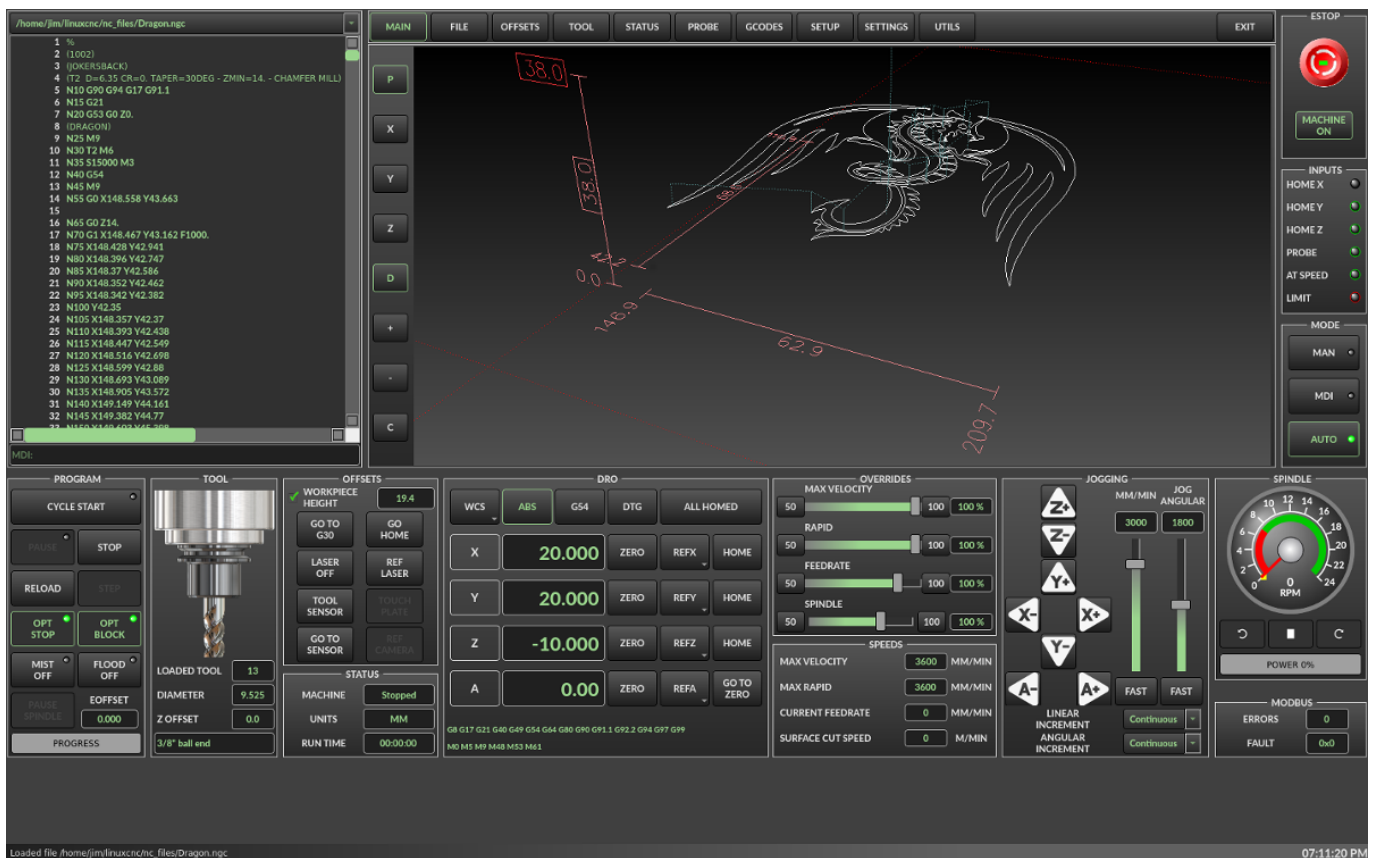 /home/jim/linuxcnc/nc_files/Dragon.ngc
1 %
2 (1002)
3 (JOKERSBACK)
4 (T2 D=6.35 CR=0. TAPER=30DEG - ZMIN=14. - CHAMFER MILL)
5 N10 G90 G94 G17 G91.1
6 N15 G21
7 N20 G53 G0 Z0.
8 (DRAGON)
9 N25 M9
10 N30 T2 M6
11 N35 S15000 M3
12 N40 G54
13 N45 M9
14 N55 G0 X148.558 Y43.663
15
16 N65 G0 Z14.
17 N70 G1 X148.467 Y43.162 F1000.
18 N75 X148.428 Y42.941
19 N80 X148.396 Y42.747
20 N85 X148.37 Y42.586
21 N90 X148.352 Y42.462
22 N95 X148.342 Y42.382
23 N100 Y42.35
24 N105 X148.357 Y42.37
25 N110 X148.393 Y42.438
26 N115 X148.447 Y42.549
27 N120 X148.516 Y42.698
28 N125 X148.599 Y42.88
29 N130 X148.693 Y43.089
30 N135 X148.905 Y43.572
31 N140 X149.149 Y44.161
32 N145 X149.382 Y44.77
MDI:
MAIN FILE OFFSETS TOOL STATUS PROBE GCODES SETUP SETTINGS UTILS EXIT
P
X
Y
Z
D
+
-
C
38.0
38.0
0.0
42.2
146.9
62.9
209.7
ESTOP
MACHINE
ON
INPUTS
HOME X
HOME Y
HOME Z
PROBE
AT SPEED
LIMIT
MODE
MAN
MDI
AUTO
PROGRAM
CYCLE START
PAUSE STOP
RELOAD STEP
OPT
STOP
OPT
BLOCK
MIST
OFF
FLOOD
OFF
PAUSE
SPINDLE
EOFFSET
0.000
PROGRESS
TOOL
LOADED TOOL 13
DIAMETER 9.525
Z OFFSET 0.0
3/8" ball end
OFFSETS
WORKPIECE
HEIGHT
19.4
GO TO
G30
GO
HOME
LASER
OFF
REF
LASER
TOOL
SENSOR
TOUCH
PLATE
GO TO
SENSOR
REF
CAMERA
STATUS
MACHINE Stopped
UNITS MM
RUN TIME 00:00:00
DRO
WCS ABS G54 DTG ALL HOMED
X 20.000 ZERO REFX HOME
Y 20.000 ZERO REFY HOME
Z -10.000 ZERO REFZ HOME
A 0.00 ZERO REFA GO TO
ZERO
G8 G17 G21 G40 G49 G54 G64 G80 G90 G91.1 G92.2 G94 G97 G99
M0 M5 M9 M48 M53 M61
OVERRIDES
MAX VELOCITY
50 100 100 %
RAPID
50 100 100 %
FEEDRATE
50 100 100 %
SPINDLE
50 100 100 %
SPEEDS
MAX VELOCITY 3600 MM/MIN
MAX RAPID 3600 MM/MIN
CURRENT FEEDRATE 0 MM/MIN
SURFACE CUT SPEED 0 M/MIN
JOGGING
Z+
Z-
Y+
X- X+
Y-
A- A+
MM/MIN
JOG
ANGULAR
3000 1800
FAST FAST
LINEAR
INCREMENT
Continuous
ANGULAR
INCREMENT
Continuous
SPINDLE
0 2 4 6 8 10 12 14 16 18 20 22 24
0
RPM
POWER 0%
MODBUS
ERRORS 0
FAULT 0x0
Loaded file /home/jim/linuxcnc/nc_files/Dragon.ngc
07:11:20 PM